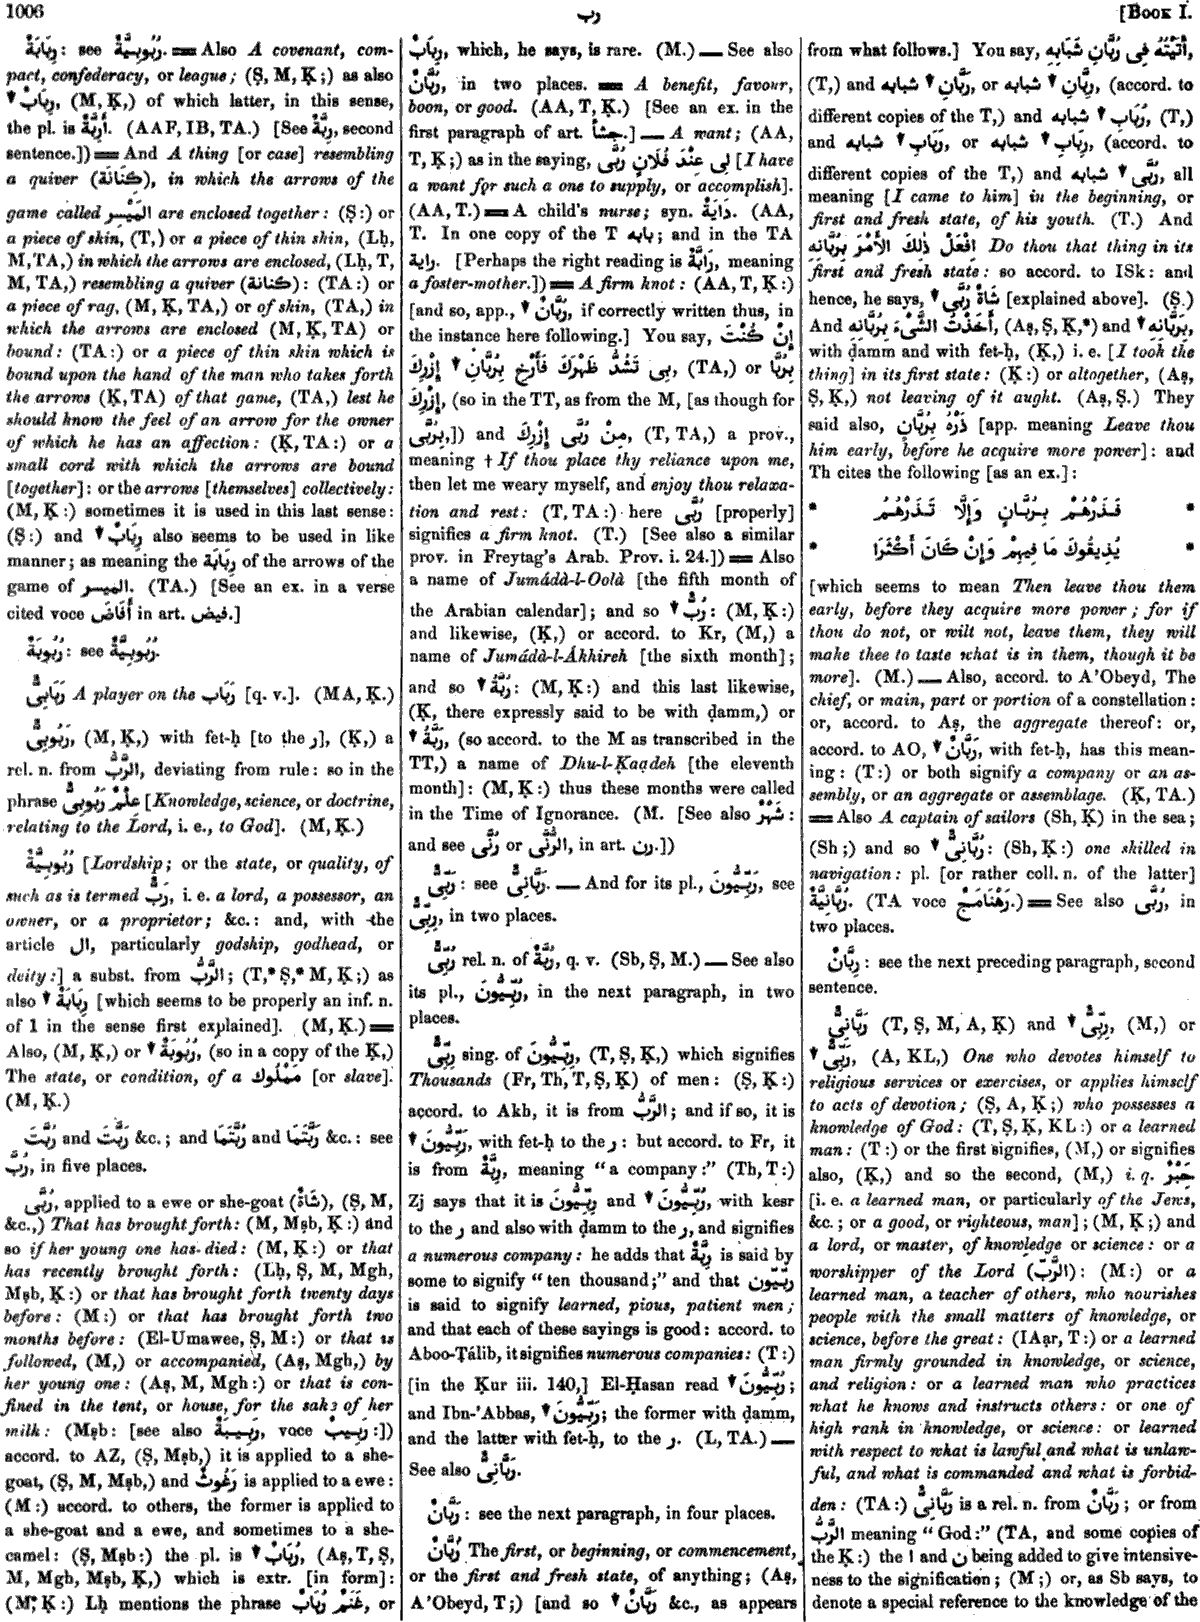 1006
رب
[Book I.
رِبَابَةٌ: see رُبُوبِيَّةٌ. ══ Also A covenant, com-
pact, confederacy, or league; (Ṣ, M, Ḳ;) as also
▼ رِبَابٌ, (M, Ḳ,) of which latter, in this sense,
the pl. is أَرِبَّةٌ. (AAF, IB, TA.) [See رِبَّةٌ, second
sentence.]) ══ And A thing [or case] resembling
a quiver (كِنَانَة), in which the arrows of the
game called المَيْسِر are enclosed together: (Ṣ:) or
a piece of skin, (T,) or a piece of thin skin, (Lḥ,
M, TA,) in which the arrows are enclosed, (Lḥ, T,
M, TA,) resembling a quiver (كنانة): (TA:) or
a piece of rag, (M, Ḳ, TA,) or of skin, (TA,) in
which the arrows are enclosed (M, Ḳ, TA) or
bound: (TA:) or a piece of thin skin which is
bound upon the hand of the man who takes forth
the arrows (Ḳ, TA) of that game, (TA,) lest he
should know the feel of an arrow for the owner
of which he has an affection: (Ḳ, TA:) or a
small cord with which the arrows are bound
[together]: or the arrows [themselves] collectively:
(M, Ḳ:) sometimes it is used in this last sense:
(Ṣ:) and ▼ رِبَابٌ also seems to be used in like
manner; as meaning the رِبَابَة of the arrows of the
game of الميسر. (TA.) [See an ex. in a verse
cited voce أَفَاضَ in art. فيض.]
رُبُوبَةٌ: see رُبُوبِيَّةٌ.
رَبَابِىٌّ A player on the رَبَاب [q. v.]. (MA, Ḳ.)
رَبُوبِىٌّ, (M, Ḳ,) with fet-ḥ [to the ر], (Ḳ,) a
rel. n. from الرَّبُّ, deviating from rule: so in the
phrase عِلْمٌ رَبُوبِىٌّ [Knowledge, science, or doctrine,
relating to the Lord, i. e., to God]. (M, Ḳ.)
رُبُوبِيَّةٌ [Lordship; or the state, or quality, of
such as is termed رَبٌّ, i. e. a lord, a possessor, an
owner, or a proprietor; &c.: and, with the
article ال, particularly godship, godhead, or
deity:] a subst. from الرَّبُّ; (T,* Ṣ,* M, Ḳ;) as
also ▼ رِبَابَةٌ [which seems to be properly an inf. n.
of 1 in the sense first explained]. (M, Ḳ.) ══
Also, (M, Ḳ,) or ▼ رُبُوبَةٌ, (so in a copy of the Ḳ,)
The state, or condition, of a مَمْلُوك [or slave].
(M, Ḳ.)
رُبَّتَ and رَبَّتَ &c.; and رُبَّتَمَا and رَبَّتَمَا &c.: see
رُبَّ, in five places.
رُبَّى, applied to a ewe or she-goat (شَاةٌ), (Ṣ, M,
&c.,) That has brought forth: (M, Mṣb, Ḳ:) and
so if her young one has died: (M, Ḳ:) or that
has recently brought forth: (Lḥ, Ṣ, M, Mgh,
Mṣb, Ḳ:) or that has brought forth twenty days
before: (M:) or that has brought forth two
months before: (El-Umawee, Ṣ, M:) or that is
followed, (M,) or accompanied, (Aṣ, Mgh,) by
her young one: (Aṣ, M, Mgh:) or that is con-
fined in the tent, or house, for the sake of her
milk: (Mṣb: [see also رَبِيبَةٌ, voce رَبِيبٌ:])
accord. to AZ, (Ṣ, Mṣb,) it is applied to a she-
goat, (Ṣ, M, Mṣb,) and رَغُوثٌ is applied to a ewe:
(M:) accord. to others, the former is applied to
a she-goat and a ewe, and sometimes to a she-
camel: (Ṣ, Mṣb:) the pl. is ▼ رُبَابٌ, (Aṣ, T, Ṣ,
M, Mgh, Mṣb, Ḳ,) which is extr. [in form]:
(M, Ḳ:) Lḥ mentions the phrase غَنَمٌ رُبَابٌ, or
رِبَابٌ, which, he says, is rare. (M.) ― See also
رُبَّانٌ in two places. ══ A benefit, favour,
boon, or good. (AA, T, Ḳ.) [See an ex. in the
first paragraph of art. جشأ.] ― A want; (AA,
T, Ḳ;) as in the saying, لِى عِنْدَ فُلَانٍ رُبَّى [I have
a want for such a one to supply, or accomplish].
(AA, T.) ══ A child's nurse; syn. دَايَةٌ. (AA,
T. In one copy of the T بابه; and in the TA
راية. [Perhaps the right reading is رَابَّةٌ, meaning
a foster-mother.]) ══ A firm knot: (AA, T, Ḳ:)
[and so, app., ▼ رُبَّانٌ, if correctly written thus, in
the instance here following.] You say, إِنْ كُنْتَ
بِى تَشُدُّ ظَهْرَكَ فَأَرْخِ بِرُبَّانِ ▼ إِزْرِكَ, (TA,) or بِرُبَّا
إِزْرِكَ, (so in the TT, as from the M, [as though for
بِرُبَّى,]) and مِنْ رُبَّى إِزْرِكَ, (T, TA,) a prov.,
meaning † If thou place thy reliance upon me,
then let me weary myself, and enjoy thou relaxa-
tion and rest: (T, TA:) here رُبَّى [properly]
signifies a firm knot. (T.) [See also a similar
prov. in Freytag's Arab. Prov. i. 24.]) ══ Also
a name of Jumádà-l-Oolà [the fifth month of
the Arabian calendar]; and so ▼ رُبٌّ: (M, Ḳ:)
and likewise, (Ḳ,) or accord. to Kr, (M,) a
name of Jumádà-l-Ákhireh [the sixth month];
and so ▼ رُبَّةٌ: (M, Ḳ:) and this last likewise,
(Ḳ, there expressly said to be with ḍamm,) or
▼ رَبَّةُ, (so accord. to the M as transcribed in the
TT,) a name of Dhu-l-Ḳaạdeh [the eleventh
month]: (M, Ḳ:) thus these months were called
in the Time of Ignorance. (M. [See also شَهْرٌ:
and see رُنَّى or الرُّنَّى, in art. رن.])
رَبِّىٌّ: see رَبَّانِىٌّ. ― And for its pl., رَبِّيُّونَ, see
رِبِّىٌّ, in two places.
رُبِّىٌّ rel. n. of رُبَّةٌ, q. v. (Sb, Ṣ, M.) ― See also
its pl., رُبِّيُّونَ, in the next paragraph, in two
places.
رِبِّىٌّ sing. of رِبِّيُّونَ, (T, Ṣ, Ḳ,) which signifies
Thousands (Fr, Th, T, Ṣ, Ḳ) of men: (Ṣ, Ḳ:)
accord. to Akh, it is from الرَّبُّ; and if so, it is
▼ رَبِّيُّونَ, with fet-ḥ to the ر: but accord. to Fr, it
is from رِبَّةٌ, meaning "a company:" (Th, T:)
Zj says that it is رِبِّيُّونَ and ▼ رُبِّيُّونَ, with kesr
to the ر and also with ḍamm to the ر, and signifies
a numerous company: he adds that رِبَّةٌ is said by
some to signify "ten thousand;" and that رِبِّيُّون
is said to signify learned, pious, patient men;
and that each of these sayings is good: accord. to
Aboo-Ṭálib, it signifies numerous companies: (T:)
[in the Ḳur iii. 140,] El-Ḥasan read ▼ رُبِّيُّونَ;
and Ibn-'Abbas, ▼ رَبِّيُّونَ; the former with ḍamm,
and the latter with fet-ḥ, to the ر. (L, TA.) ―
See also رَبَّانِىٌّ.
رَبَّانٌ: see the next paragraph, in four places.
رُبَّانٌ The first, or beginning, or commencement,
or the first and fresh state, of anything; (Aṣ,
A'Obeyd, T;) [and so ▼ رَبَّانٌ &c., as appears
from what follows.] You say, أَتَيْتُهُ فِى رُبَّانِ شَبَابِهِ,
(T,) and رَبَّانِ ▼ شبابه, or رِبَّانِ ▼ شبابه, (accord. to
different copies of the T,) and رُبَابِ ▼ شبابه, (T,)
and رَبَابِ ▼ شبابه, or رِبَابِ ▼ شبابه, (accord. to
different copies of the T,) and رُبَّى ▼ شبابه, all
meaning [I came to him] in the beginning, or
first and fresh state, of his youth. (T.) And
اِفْعَلْ ذٰلِكَ الأَمْرَ بِرُبَّانِهِ Do thou that thing in its
first and fresh state: so accord. to ISk: and
hence, he says, ▼ شَاةٌ رُبَّى [explained above]. (Ṣ.)
And أَخَذْتُ الشَّىْءَ بِرُبَّانِهِ, (Aṣ, Ṣ, Ḳ,*) and ▼ بِرَبَّانِهِ,
with ḍamm and with fet-ḥ, (Ḳ,) i. e. [I took the
thing] in its first state: (Ḳ:) or altogether, (Aṣ,
Ṣ, Ḳ,) not leaving of it aught. (Aṣ, Ṣ.) They
said also, ذَرْهُ بِرُبَّانٍ [app. meaning Leave thou
him early, before he acquire more power]: and
Th cites the following [as an ex.]:
* فَذَرْهُمْ بِرُبَّانٍ وَإِلَّا تَذَرْهُمُ *
* يُذِيقُوكَ مَا فِيهِمْ وَإِنْ كَانَ أَكْثَرَا *
[which seems to mean Then leave thou them
early, before they acquire more power; for if
thou do not, or wilt not, leave them, they will
make thee to taste what is in them, though it be
more]. (M.) ― Also, accord. to A'Obeyd, The
chief, or main, part or portion of a constellation:
or, accord. to Aṣ, the aggregate thereof: or,
accord. to AO, ▼ رَبَّانٌ, with fet-ḥ, has this mean-
ing: (T:) or both signify a company or an as-
sembly, or an aggregate or assemblage. (Ḳ, TA.)
══ Also A captain of sailors (Sh, Ḳ) in the sea;
(Sh;) and so ▼ رُبَّانِىٌّ: (Sh, Ḳ:) one skilled in
navigation: pl. [or rather coll. n. of the latter]
رُبَّانِيَّةٌ. (TA voce رَهْنَامَجٌ.) ══ See also رُبَّى, in
two places.
رِبَّانٌ: see the next preceding paragraph, second
sentence.
رَبَّانِىٌّ (T, Ṣ, M, A, Ḳ) and ▼ رِبِّىٌّ, (M,) or
▼ رَبِّىٌّ, (A, KL,) One who devotes himself to
religious services or exercises, or applies himself
to acts of devotion; (Ṣ, A, Ḳ;) who possesses a
knowledge of God: (T, Ṣ, Ḳ, KL:) or a learned
man: (T:) or the first signifies, (M,) or signifies
also, (Ḳ,) and so the second, (M,) i. q. حَبْرٌ
[i. e. a learned man, or particularly of the Jews,
&c.; or a good, or righteous, man]; (M, Ḳ;) and
a lord, or master, of knowledge or science: or a
worshipper of the Lord (الرَّبّ): (M:) or a
learned man, a teacher of others, who nourishes
people with the small matters of knowledge, or
science, before the great: (IAạr, T:) or a learned
man firmly grounded in knowledge, or science,
and religion: or a learned man who practices
what he knows and instructs others: or one of
high rank in knowledge, or science: or learned
with respect to what is lawful and what is unlaw-
ful, and what is commanded and what is forbid-
den: (TA:) رَبَّانِىٌّ is a rel. n. from رَبَّانٌ; or from
الرَّبُّ meaning "God:" (TA, and some copies of
the Ḳ:) the ا and ن being added to give intensive-
ness to the signification; (M;) or, as Sb says, to
denote a special reference to the knowledge of the